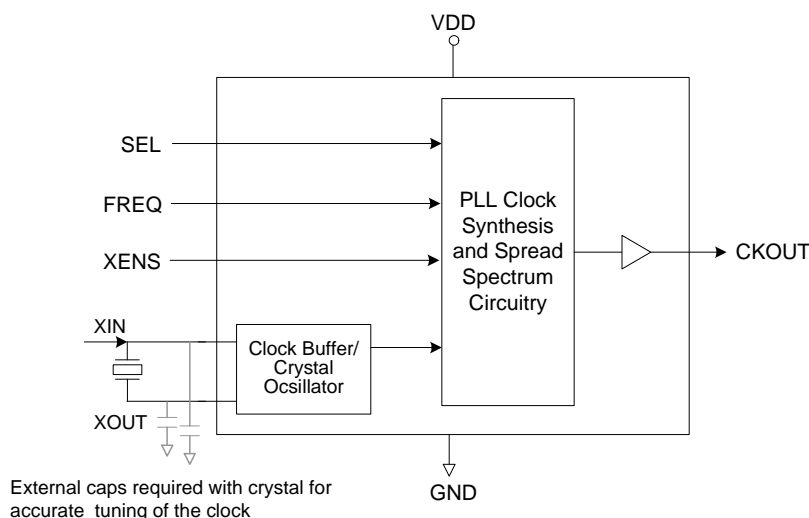 VDD
SEL
FREQ
XENS
PLL Clock
Synthesis
and Spread
Spectrum
Circuitry
CKOUT
XIN
Clock Buffer/
Crystal
Ocsillator
XOUT
GND
External caps required with crystal for
accurate tuning of the clock